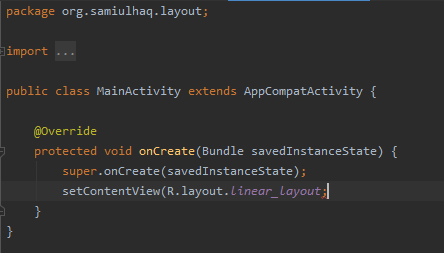 package org.samiulhaq.layout;
import ...
public class MainActivity extends AppCompatActivity {
@Override
protected void onCreate(Bundle savedInstanceState) {
super.onCreate(savedInstanceState);
setContentView(R.layout.linear_layout;
}
}